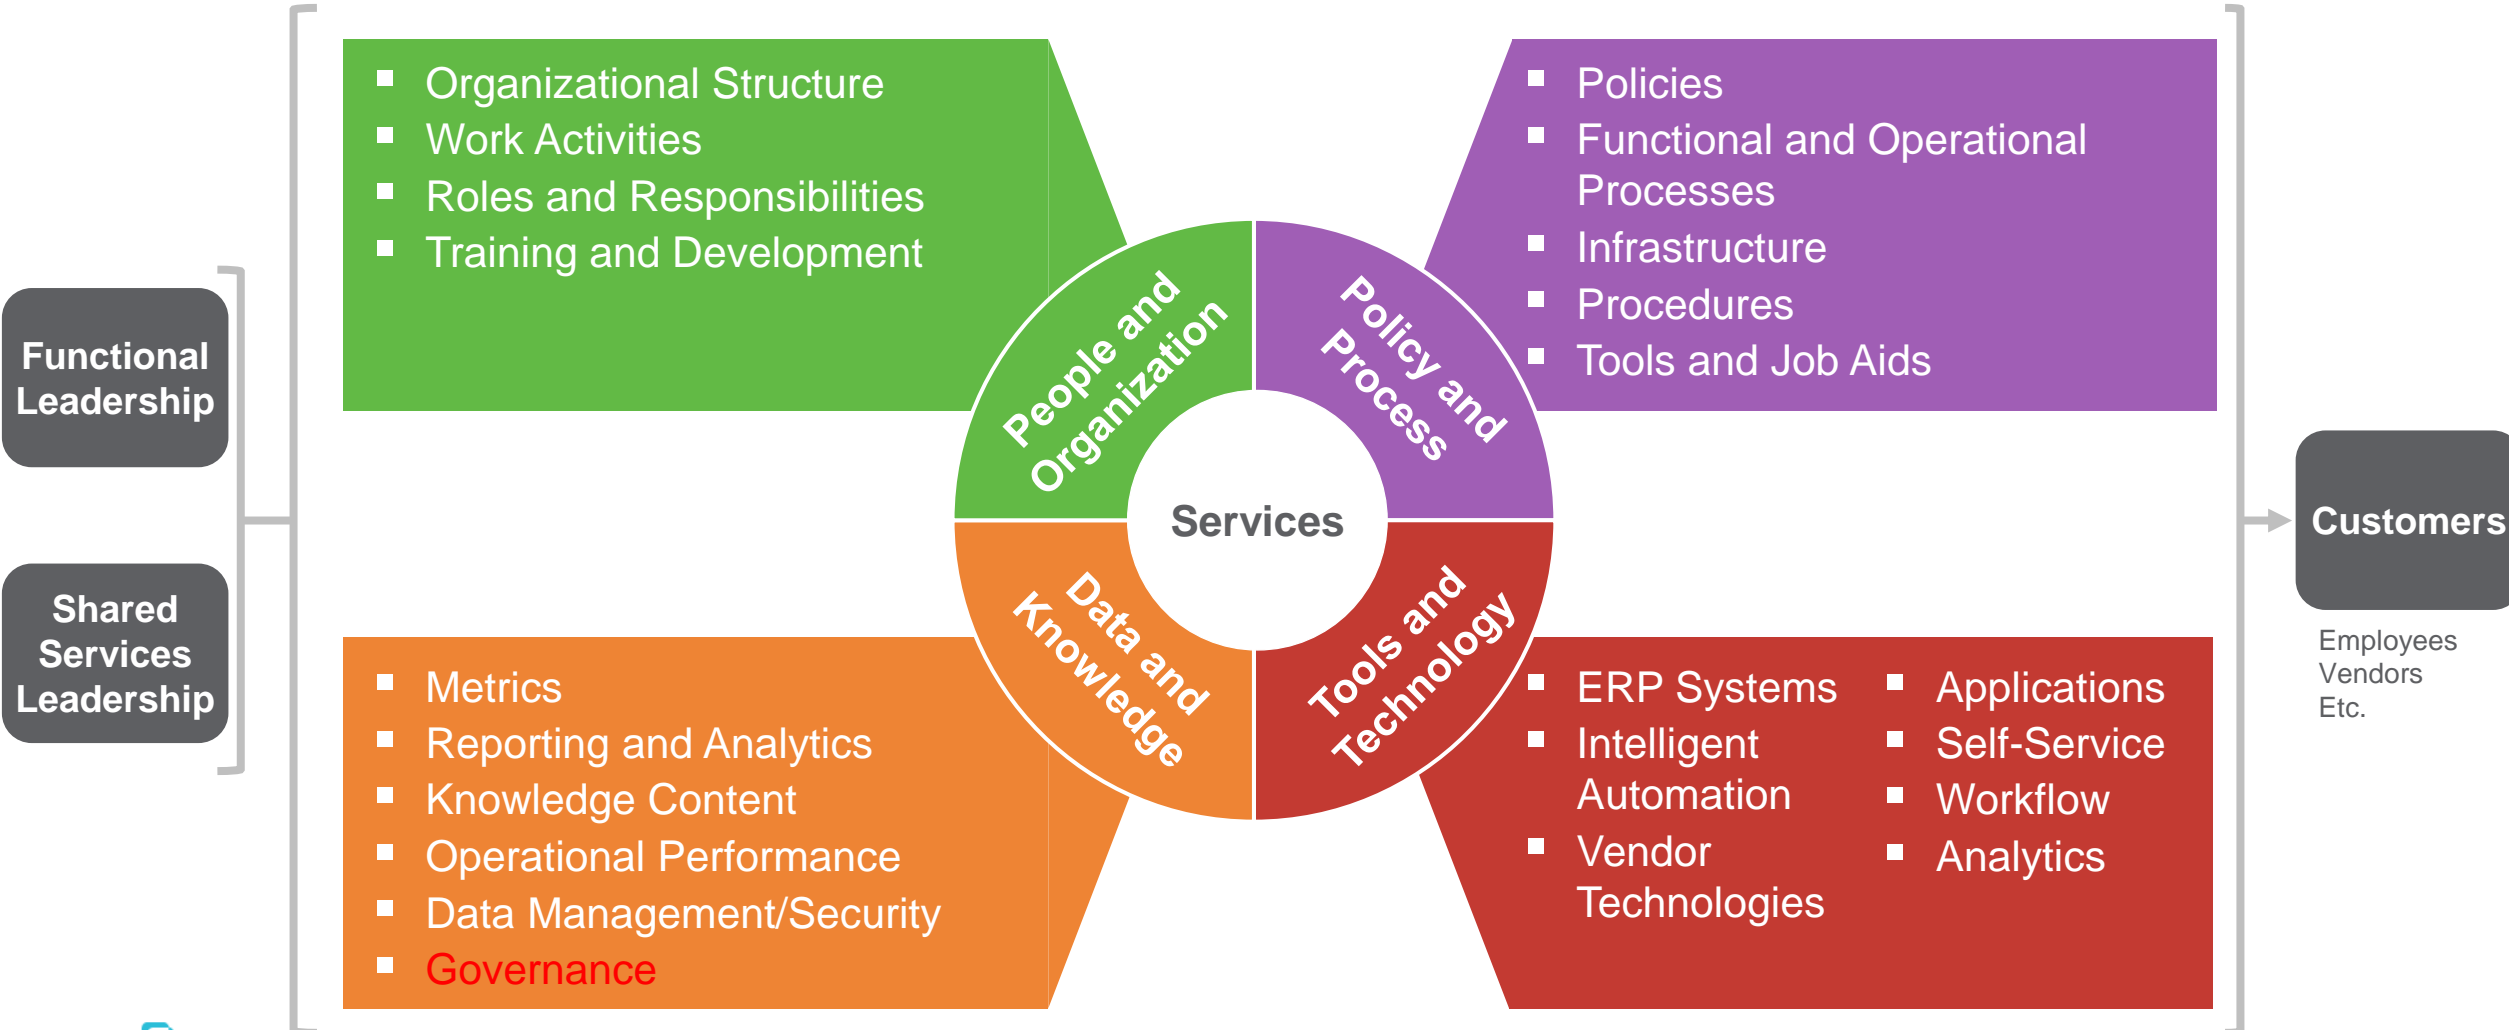 Organizational Structure
Work Activities
Roles and Responsibilities
Training and Development
Policies
Functional and Operational
Processes
Infrastructure
Procedures
Tools and Job Aids
Functional
Leadership
Shared
Services
Leadership
People and
Organization
Policy and
Process
Services
Data and
Knowledge
Tools and
Technology
Customers
Employees
Vendors
Etc.
Metrics
Reporting and Analytics
Knowledge Content
Operational Performance
Data Management/Security
Governance
ERP Systems
Intelligent
Automation
Vendor
Technologies
Applications
Self-Service
Workflow
Analytics